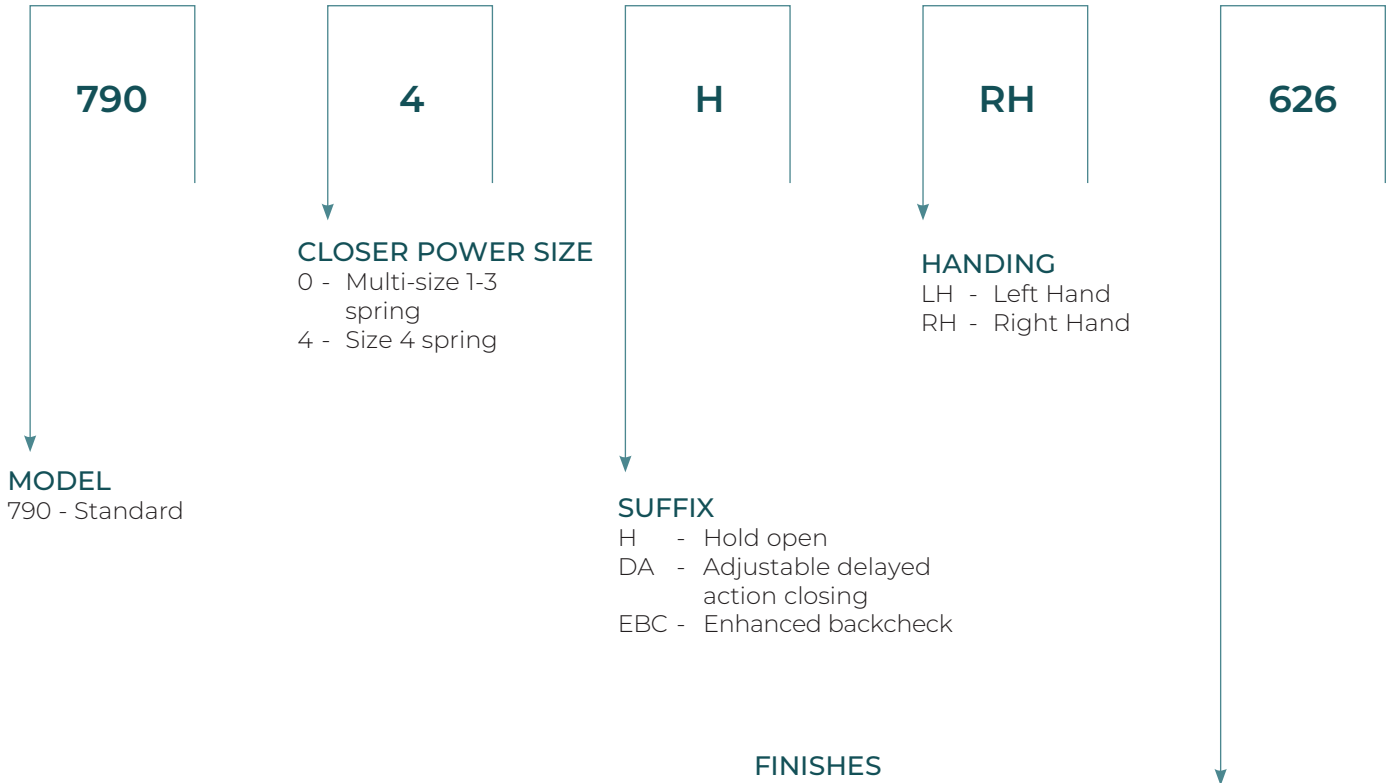 790 4 H RH 626
CLOSER POWER SIZE
0 - Multi-size 1-3
spring
4 - Size 4 spring
HANDING
LH - Left Hand
RH - Right Hand
MODEL
790 - Standard
SUFFIX
H - Hold open
DA - Adjustable delayed
action closing
EBC - Enhanced backcheck
FINISHES